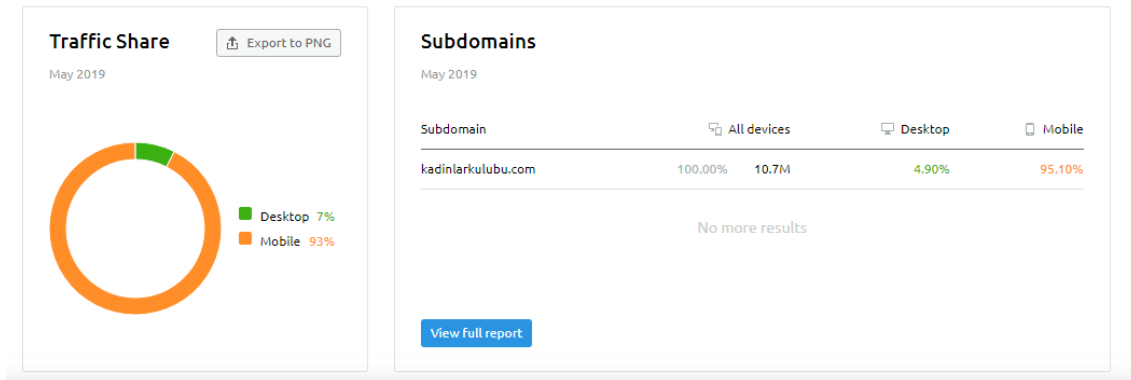 Traffic Share
Export to PNG
May 2019
Desktop 7%
Mobile 93%
Subdomains
May 2019
Subdomain All devices Desktop Mobile
kadinlarkulubu.com 100.00% 10.7M 4.90% 95.10%
No more results
View full report